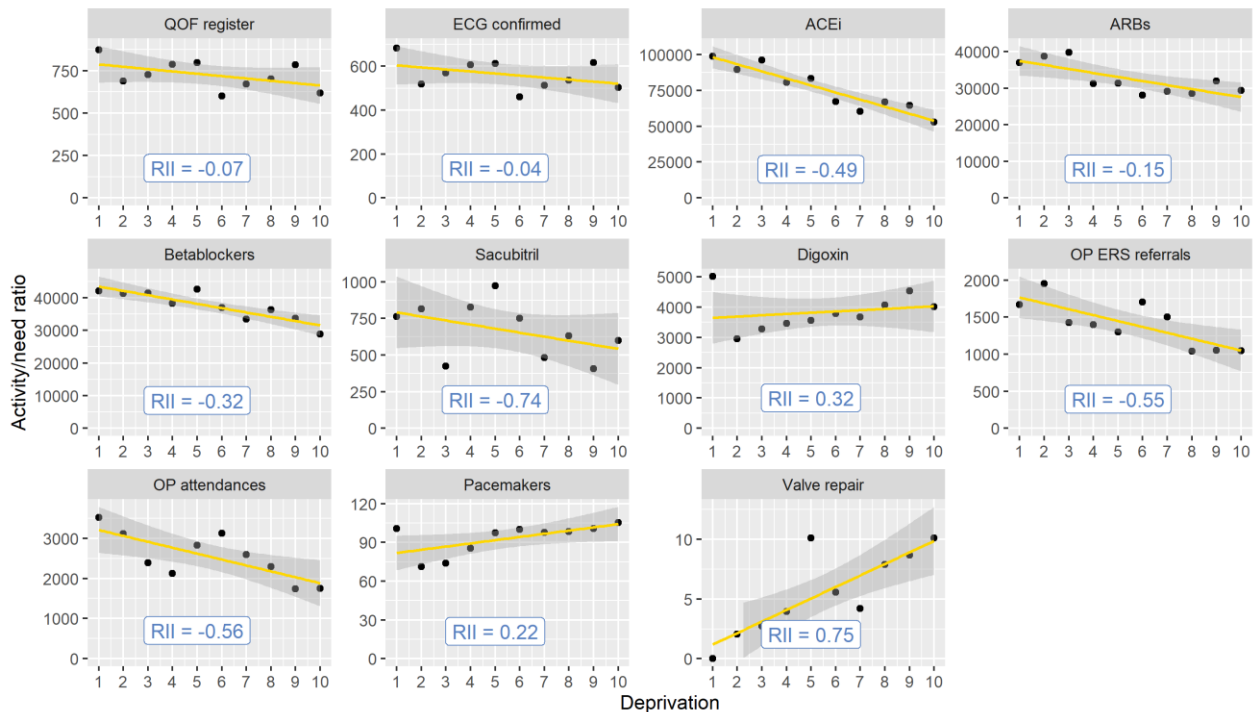 QOF register
ECG confirmed
ACEi
ARBs
750
500
250
0
RII = -0.07
1 2 3 4 5 6 7 8 9 10
600
400
200
0
RII = -0.04
1 2 3 4 5 6 7 8 9 10
100000
75000
50000
25000
0
RII = -0.49
1 2 3 4 5 6 7 8 9 10
40000
30000
20000
10000
0
RII = -0.15
1 2 3 4 5 6 7 8 9 10
Betablockers
Sacubitril
Digoxin
OP ERS referrals
40000
30000
20000
10000
0
RII = -0.32
1 2 3 4 5 6 7 8 9 10
1000
750
500
250
0
RII = -0.74
1 2 3 4 5 6 7 8 9 10
5000
4000
3000
2000
1000
0
RII = 0.32
1 2 3 4 5 6 7 8 9 10
2000
1500
1000
500
0
RII = -0.55
1 2 3 4 5 6 7 8 9 10
OP attendances
Pacemakers
Valve repair
3000
2000
1000
0
RII = -0.56
1 2 3 4 5 6 7 8 9 10
120
90
60
30
0
RII = 0.22
1 2 3 4 5 6 7 8 9 10
10
5
0
RII = 0.75
1 2 3 4 5 6 7 8 9 10
Activity/need ratio
Deprivation